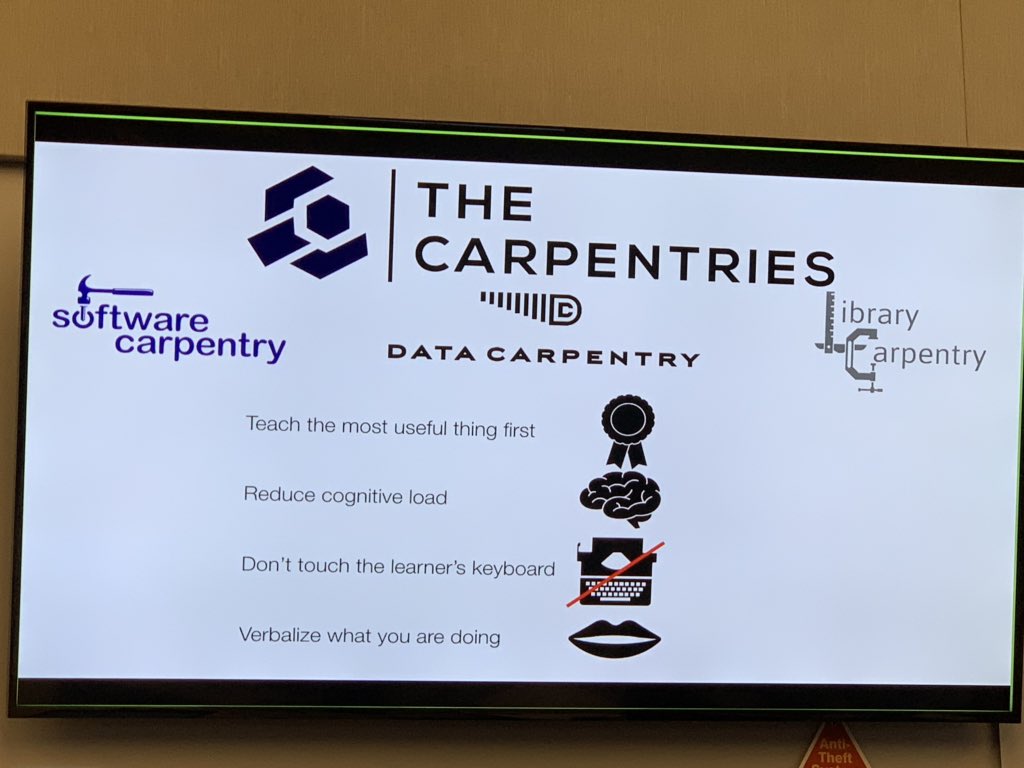 THE
CARPENTRIES
software
carpentry
DATA CARPENTRY
Library
Carpentry
Teach the most useful thing first
Reduce cognitive load
Don't touch the learner's keyboard
Verbalize what you are doing
Anti-
Theft